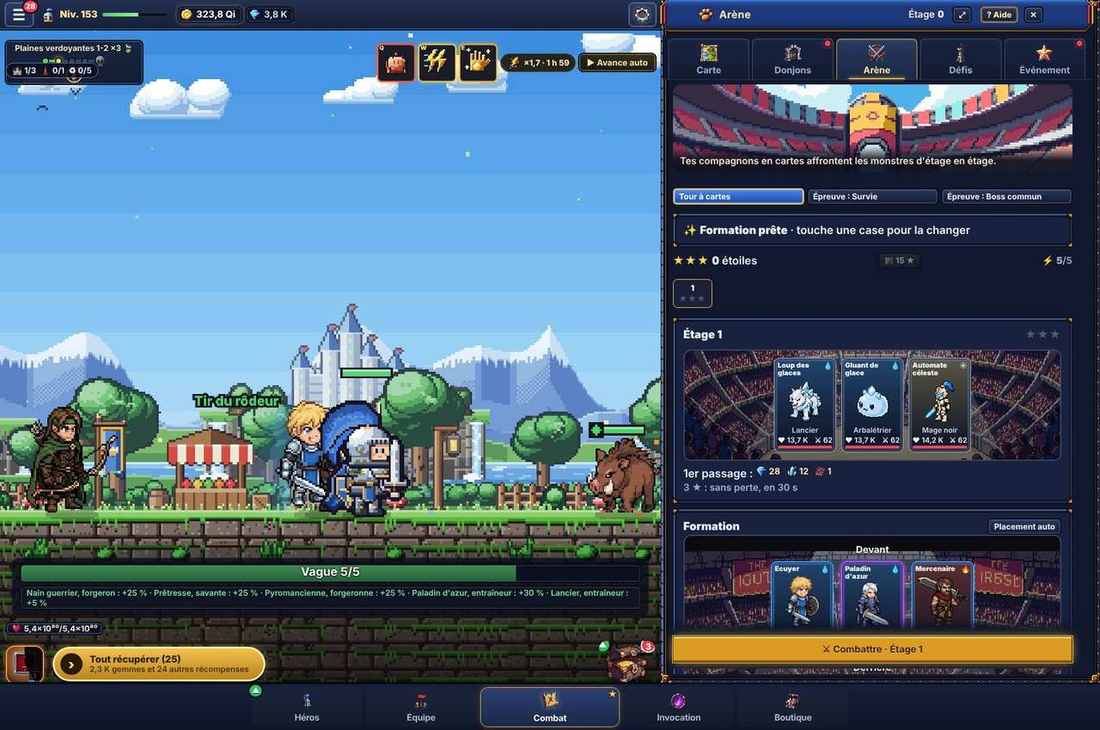 28
Niv. 153
323,8 Qi
3,8 K
Plaines verdoyantes 1-2 ×3
1/3 0/1 0/5
Q
W
×1,7 · 1 h 59
Avance auto
Tir du rôdeur
Vague 5/5
Nain guerrier, forgeron : +25 % · Prêtresse, savante : +25 % · Pyromancienne, forgeronne : +25 % · Paladin d'azur, entraîneur : +30 % · Lancier, entraîneur :
+5 %
Tout récupérer (25)
2,3 K gemmes et 24 autres récompenses
3
Héros
Equipe
Combat
Invocation
Boutique
Arène
Étage 0
? Aide
Carte
Donjons
Arène
Défis
Événement
Tes compagnons en cartes affrontent les monstres d'étage en étage.
Tour à cartes
Épreuve : Survie
Épreuve : Boss commun
Formation prête · touche une case pour la changer
0 étoiles
15
5/5
1
Étage 1
Loup des
glaces
Lancier
13,7 K 62
Gluant de
glace
Arbalétrier
13,7 K 62
Automate
céleste
Mage noir
14,2 K 62
1er passage : 28 12 1
3 ★ : sans perte, en 30 s
Formation
Placement auto
Devant
Écuyer
Paladin
d'azur
Mercenaire
Combattre · Étage 1